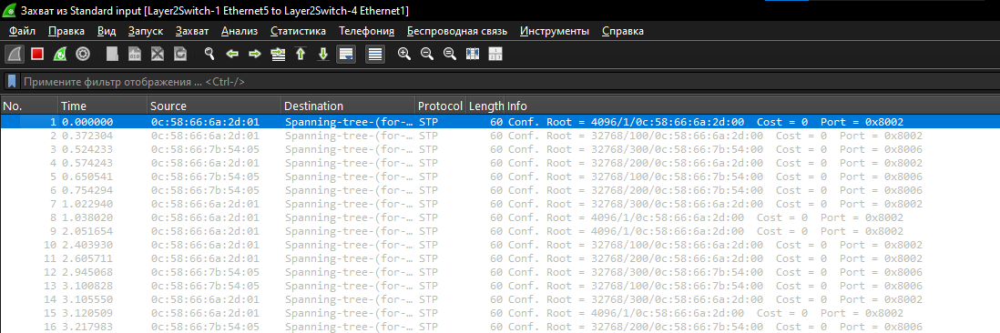 Захват из Standard input [Layer2Switch-1 Ethernet5 to Layer2Switch-4 Ethernet1]
Файл Правка Вид Запуск Захват Анализ Статистика Телефония Беспроводная связь Инструменты Справка
Примените фильтр отображения … <Ctrl-/>
No. Time Source Destination Protocol Length Info
1 0.000000 0c:58:66:6a:2d:01 Spanning-tree-(for-… STP 60 Conf. Root = 4096/1/0c:58:66:6a:2d:00 Cost = 0 Port = 0x8002
2 0.372304 0c:58:66:6a:2d:01 Spanning-tree-(for-… STP 60 Conf. Root = 32768/100/0c:58:66:6a:2d:00 Cost = 0 Port = 0x8002
3 0.524233 0c:58:66:7b:54:05 Spanning-tree-(for-… STP 60 Conf. Root = 32768/300/0c:58:66:7b:54:00 Cost = 0 Port = 0x8006
4 0.574243 0c:58:66:6a:2d:01 Spanning-tree-(for-… STP 60 Conf. Root = 32768/200/0c:58:66:6a:2d:00 Cost = 0 Port = 0x8002
5 0.650541 0c:58:66:7b:54:05 Spanning-tree-(for-… STP 60 Conf. Root = 32768/100/0c:58:66:7b:54:00 Cost = 0 Port = 0x8006
6 0.754294 0c:58:66:7b:54:05 Spanning-tree-(for-… STP 60 Conf. Root = 32768/200/0c:58:66:7b:54:00 Cost = 0 Port = 0x8006
7 1.022940 0c:58:66:6a:2d:01 Spanning-tree-(for-… STP 60 Conf. Root = 32768/300/0c:58:66:6a:2d:00 Cost = 0 Port = 0x8002
8 1.038020 0c:58:66:6a:2d:01 Spanning-tree-(for-… STP 60 Conf. Root = 4096/1/0c:58:66:6a:2d:00 Cost = 0 Port = 0x8002
9 2.051654 0c:58:66:6a:2d:01 Spanning-tree-(for-… STP 60 Conf. Root = 4096/1/0c:58:66:6a:2d:00 Cost = 0 Port = 0x8002
10 2.403930 0c:58:66:6a:2d:01 Spanning-tree-(for-… STP 60 Conf. Root = 32768/100/0c:58:66:6a:2d:00 Cost = 0 Port = 0x8002
11 2.605711 0c:58:66:6a:2d:01 Spanning-tree-(for-… STP 60 Conf. Root = 32768/200/0c:58:66:6a:2d:00 Cost = 0 Port = 0x8002
12 2.945068 0c:58:66:7b:54:05 Spanning-tree-(for-… STP 60 Conf. Root = 32768/300/0c:58:66:7b:54:00 Cost = 0 Port = 0x8006
13 3.100828 0c:58:66:7b:54:05 Spanning-tree-(for-… STP 60 Conf. Root = 32768/100/0c:58:66:7b:54:00 Cost = 0 Port = 0x8006
14 3.105550 0c:58:66:6a:2d:01 Spanning-tree-(for-… STP 60 Conf. Root = 32768/300/0c:58:66:6a:2d:00 Cost = 0 Port = 0x8002
15 3.120509 0c:58:66:6a:2d:01 Spanning-tree-(for-… STP 60 Conf. Root = 4096/1/0c:58:66:6a:2d:00 Cost = 0 Port = 0x8002
16 3.217983 0c:58:66:7b:54:05 Spanning-tree-(for-… STP 60 Conf. Root = 32768/200/0c:58:66:7b:54:00 Cost = 0 Port = 0x8006